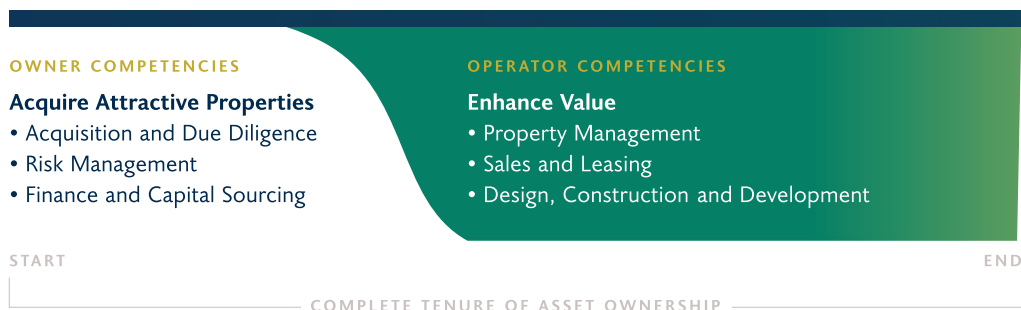 OWNER COMPETENCIES
Acquire Attractive Properties
• Acquisition and Due Diligence
• Risk Management
• Finance and Capital Sourcing
OPERATOR COMPETENCIES
Enhance Value
• Property Management
• Sales and Leasing
• Design, Construction and Development
START
END
COMPLETE TENURE OF ASSET OWNERSHIP